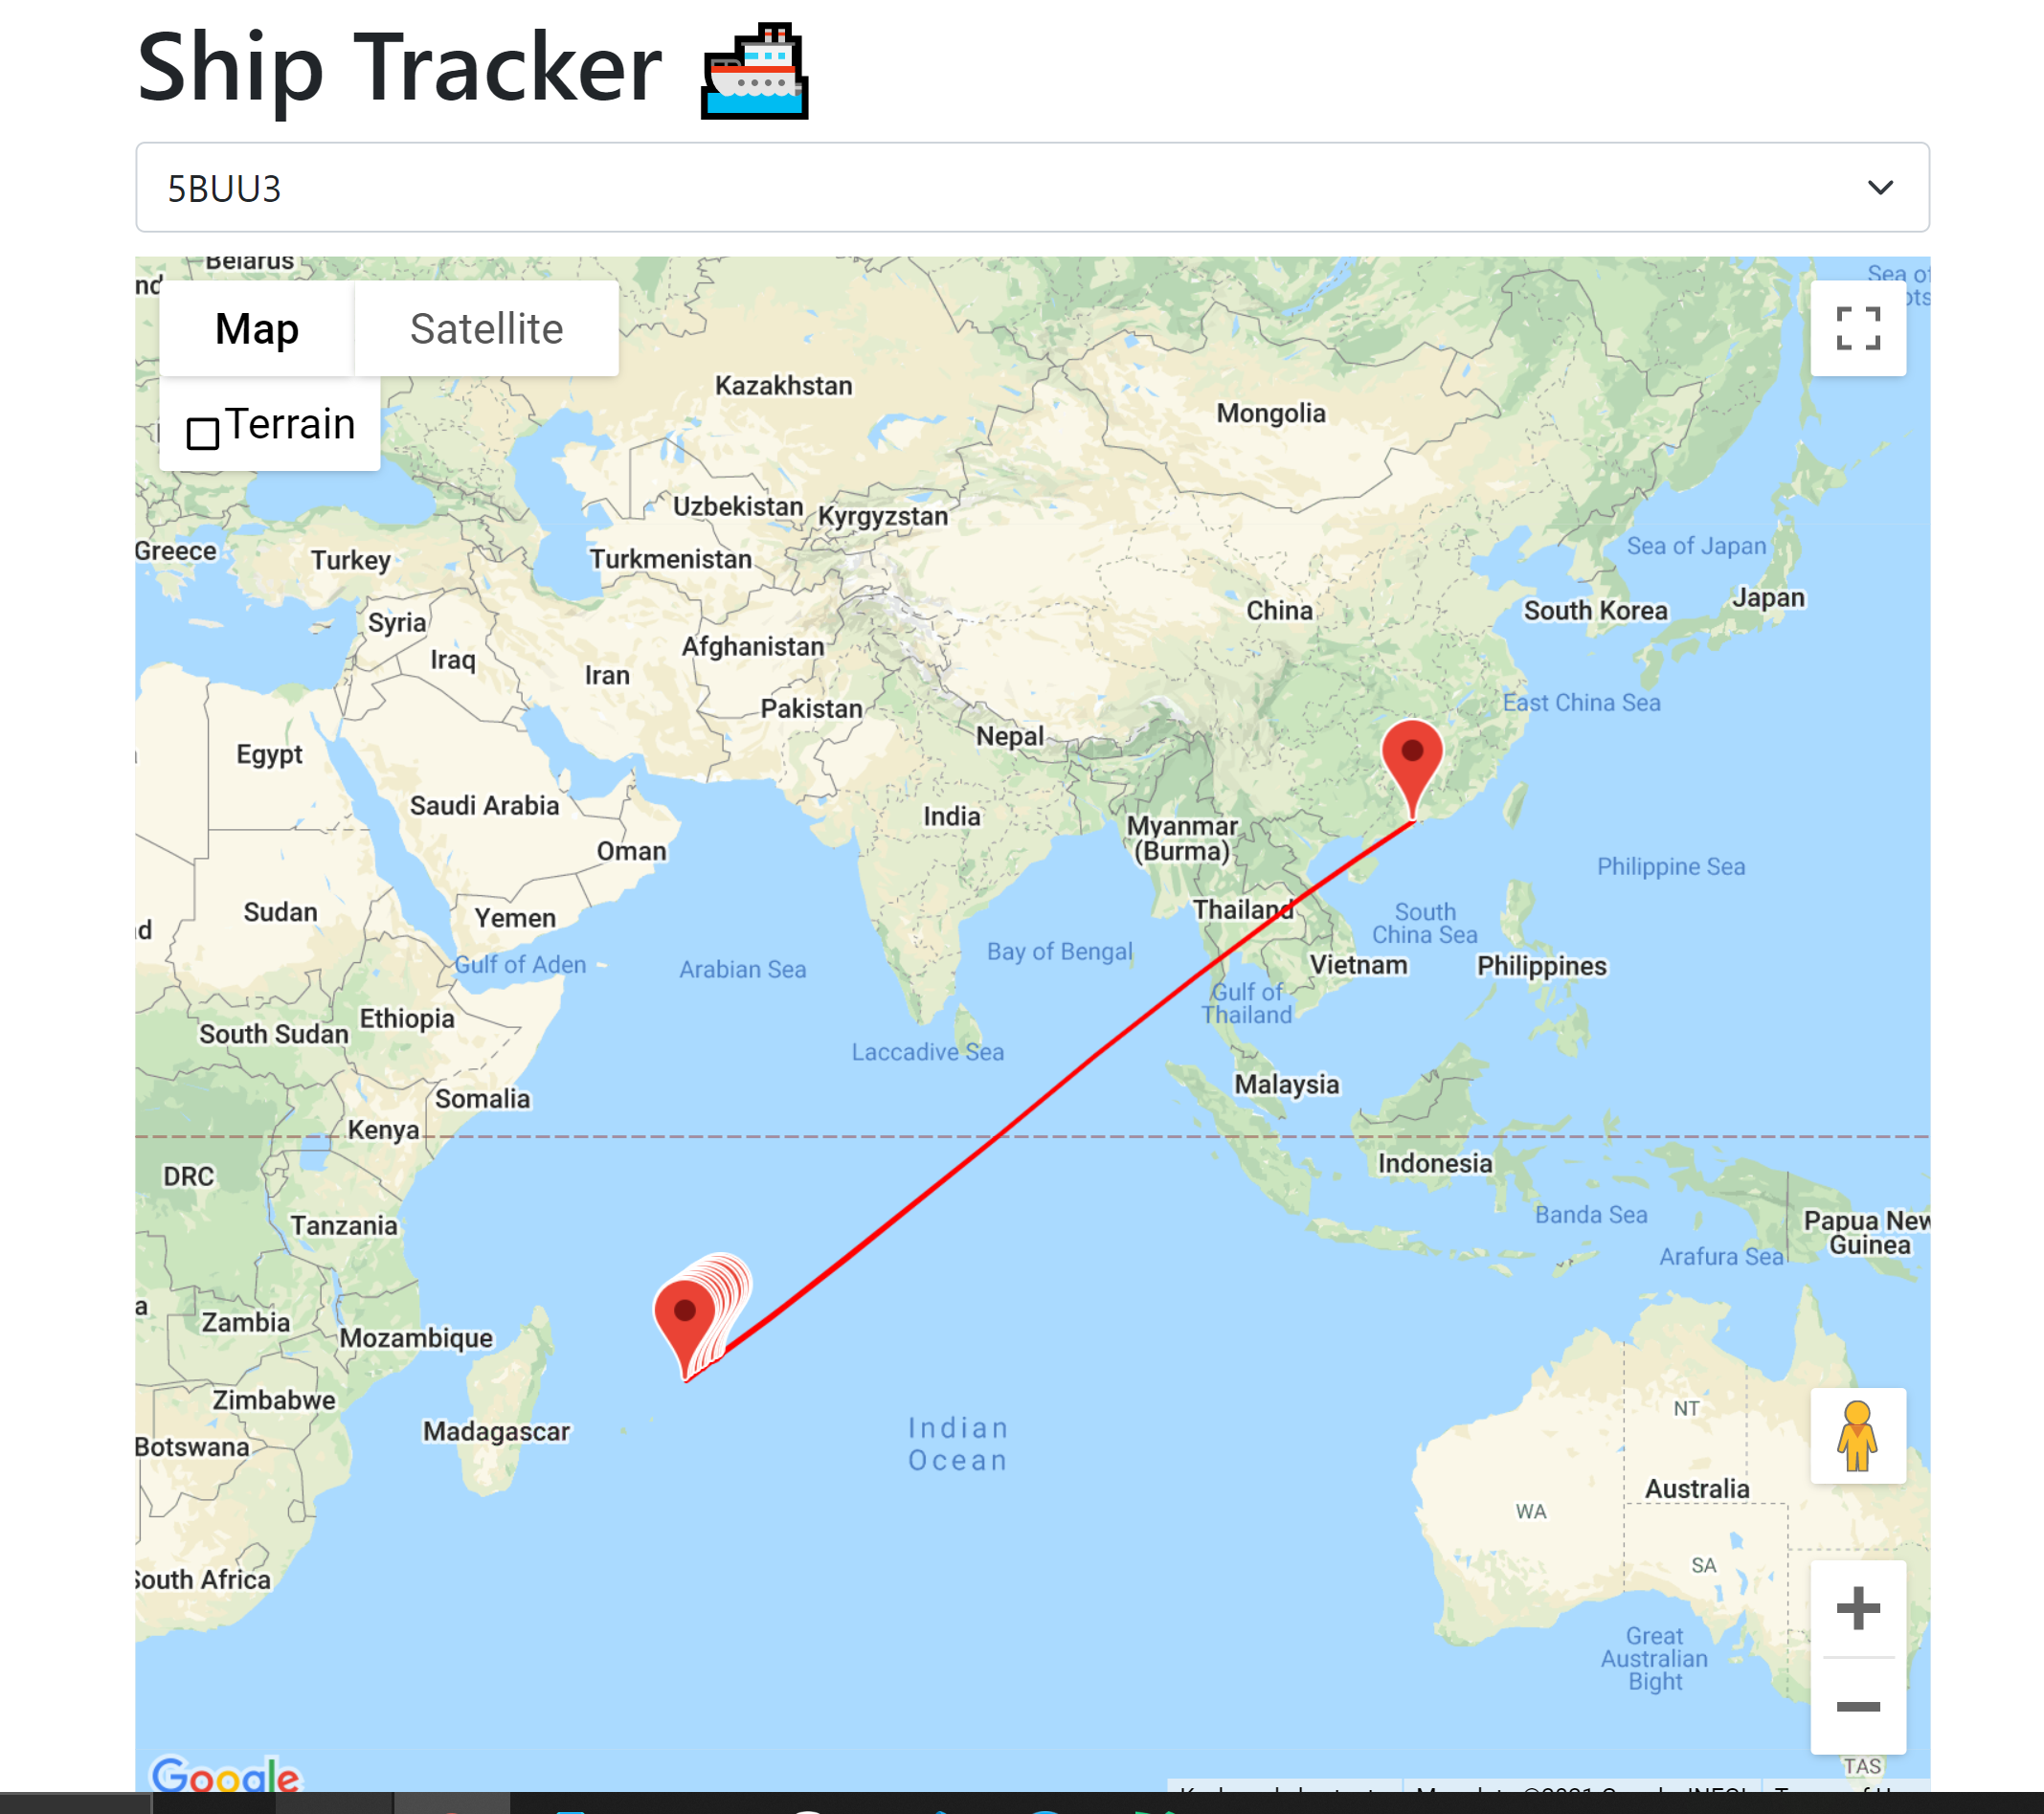 Ship Tracker
5BUU3
Belarus
Sea of
Map
Satellite
Terrain
Kazakhstan
Mongolia
Uzbekistan
Kyrgyzstan
Greece
Turkey
Turkmenistan
Sea of Japan
Syria
China
South Korea
Japan
Afghanistan
Iraq
Iran
Pakistan
East China Sea
Egypt
Nepal
Saudi Arabia
India
Myanmar
(Burma)
Oman
Philippine Sea
Sudan
Yemen
Thailand
South
China Sea
Gulf of Aden
Arabian Sea
Bay of Bengal
Vietnam
Philippines
Gulf of
Thailand
South Sudan
Ethiopia
Laccadive Sea
Malaysia
Somalia
Kenya
DRC
Indonesia
Tanzania
Banda Sea
Papua New
Guinea
Arafura Sea
Zambia
Mozambique
Zimbabwe
Madagascar
Indian
Ocean
NT
Botswana
Australia
WA
SA
South Africa
Great
Australian
Bight
TAS
Google